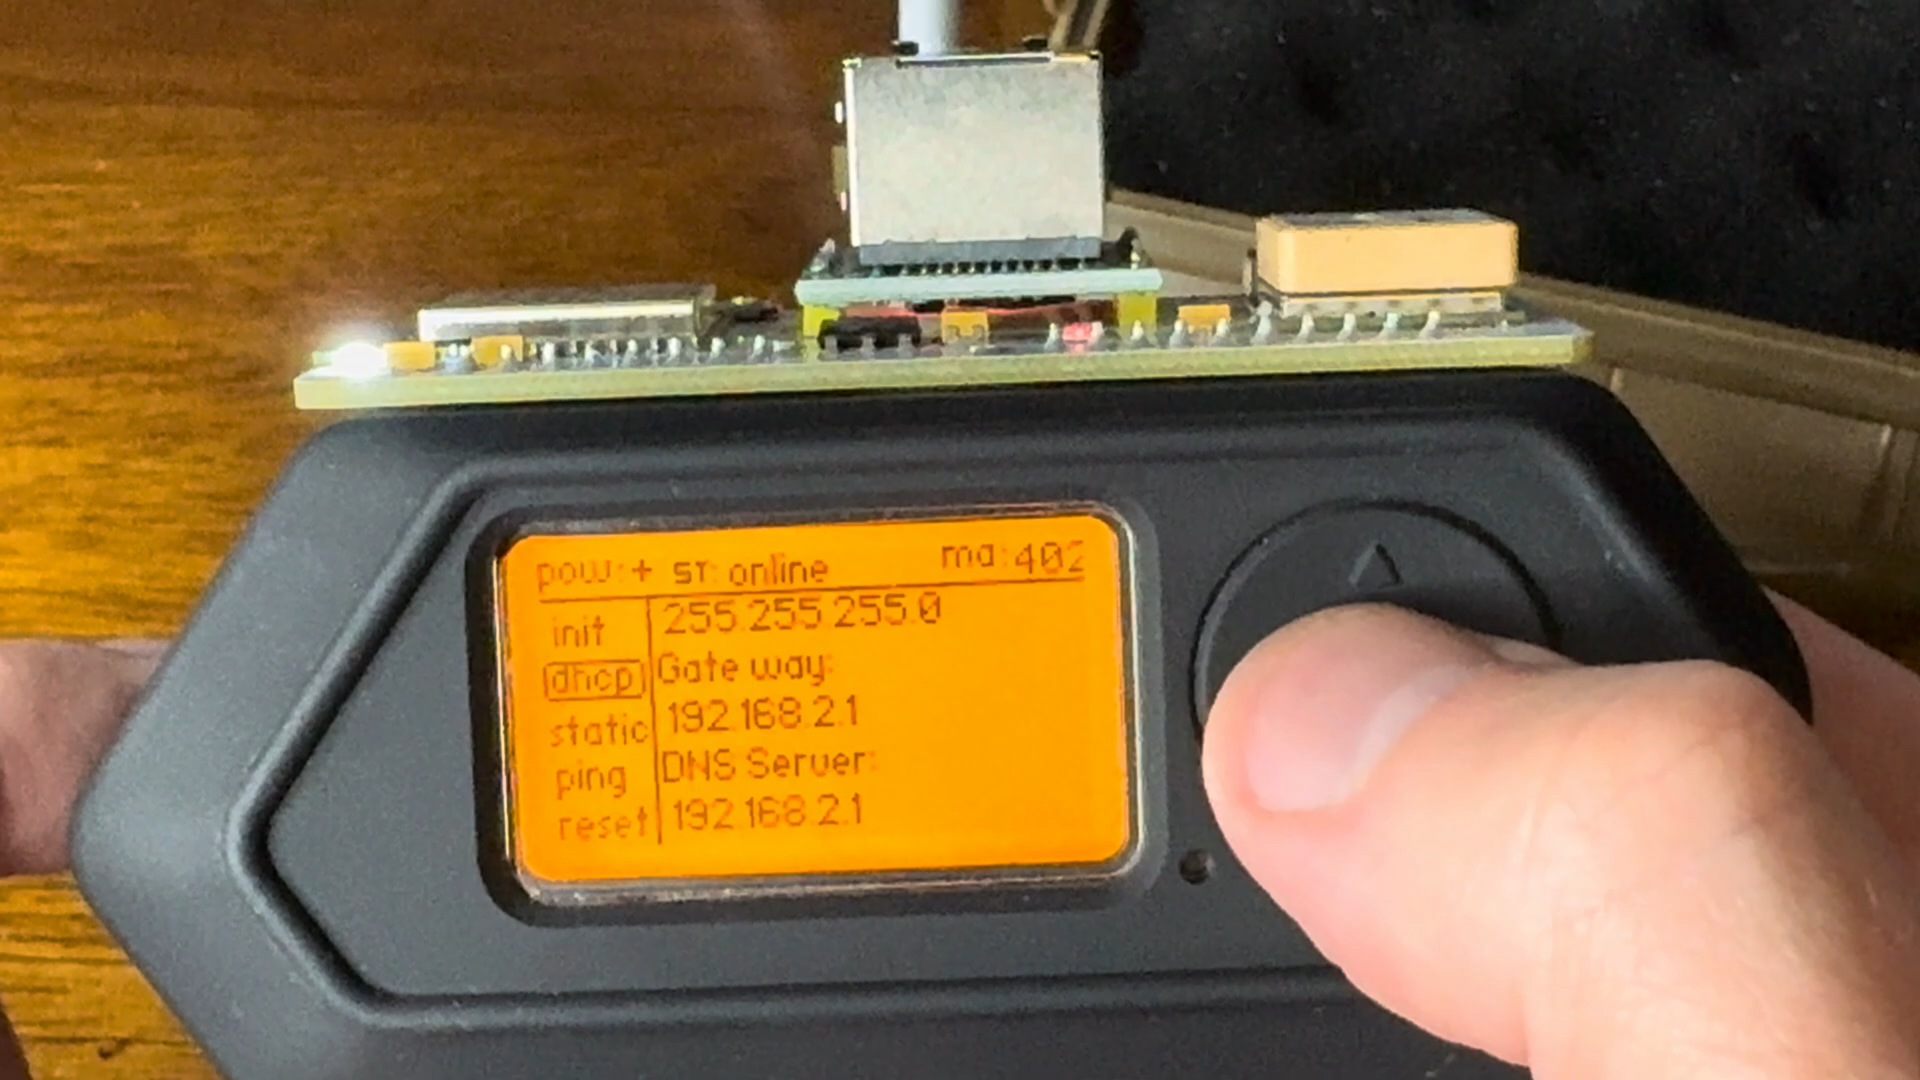 pow:+ ST: online ma:402
init
dhcp
static
ping
reset
255.255.255.0
Gate way:
192.168.2.1
DNS Server:
192.168.2.1